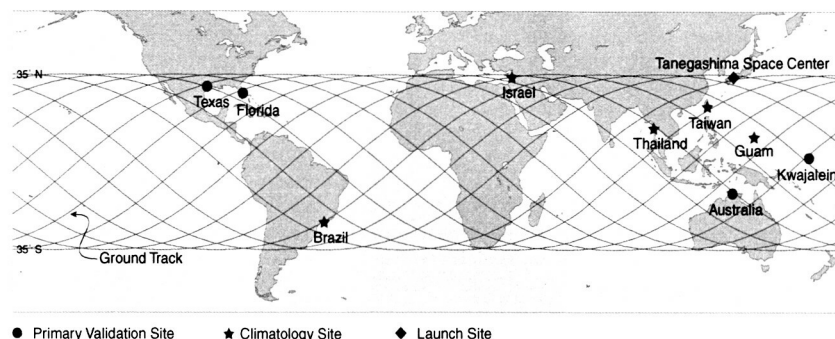 35° N
Tanegashima Space Center
Texas
Florida
Israel
Taiwan
Thailand
Guam
Kwajalein
Australia
Brazil
35° S
Ground Track
Primary Validation Site
Climatology Site
Launch Site